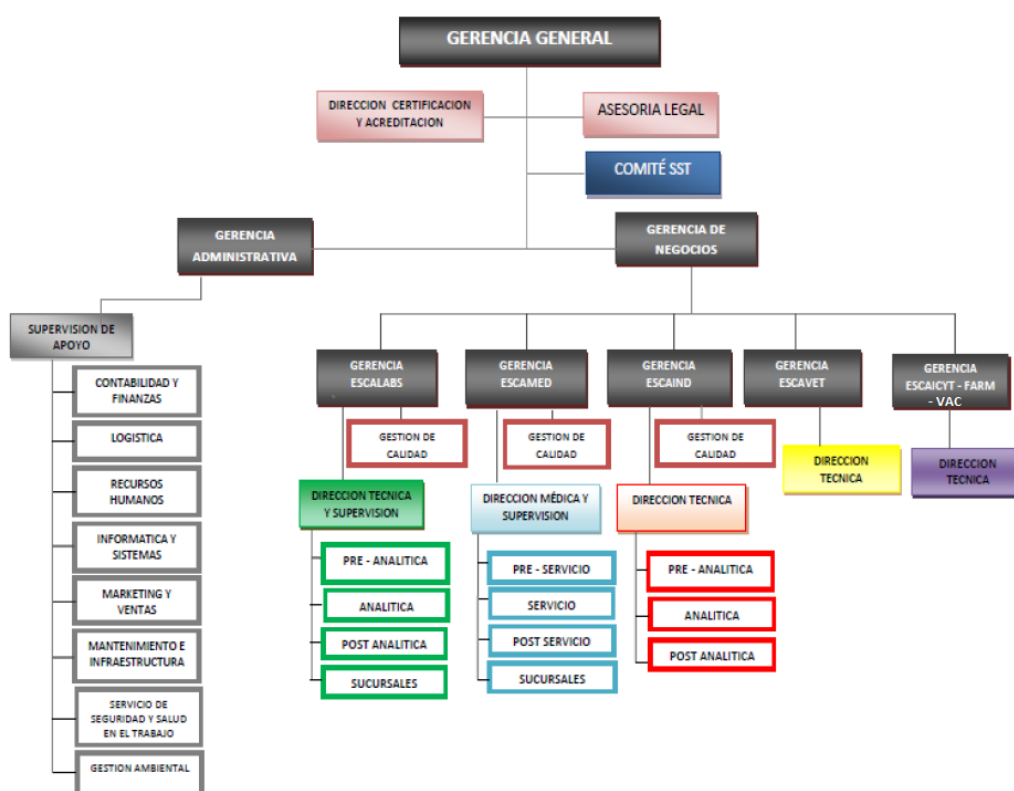 GERENCIA GENERAL
DIRECCION CERTIFICACION
Y ACREDITACION
ASESORIA LEGAL
COMITÉ SST
GERENCIA
ADMINISTRATIVA
GERENCIA DE
NEGOCIOS
SUPERVISION DE
APOYO
CONTABILIDAD Y
FINANZAS
LOGISTICA
RECURSOS
HUMANOS
INFORMATICA Y
SISTEMAS
MARKETING Y
VENTAS
MANTENIMIENTO E
INFRAESTRUCTURA
SERVICIO DE
SEGURIDAD Y SALUD
EN EL TRABAJO
GESTION AMBIENTAL
GERENCIA
ESCALABS
GESTION DE
CALIDAD
DIRECCION TECNICA
Y SUPERVISION
PRE - ANALITICA
ANALITICA
POST ANALITICA
SUCURSALES
GERENCIA
ESCAMED
GESTION DE
CALIDAD
DIRECCION MÉDICA Y
SUPERVISION
PRE - SERVICIO
SERVICIO
POST SERVICIO
SUCURSALES
GERENCIA
ESCAIND
GESTION DE
CALIDAD
DIRECCION TECNICA
PRE - ANALITICA
ANALITICA
POST ANALITICA
GERENCIA
ESCAVET
DIRECCION
TECNICA
GERENCIA
ESCAICYT - FARM
- VAC
DIRECCION
TECNICA